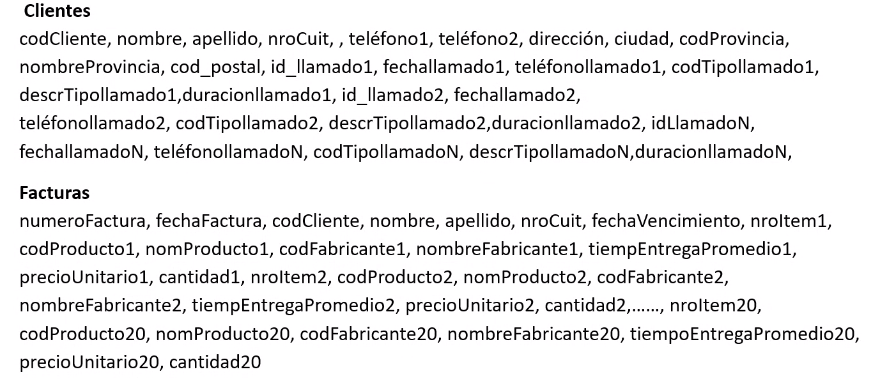 Clientes
codCliente, nombre, apellido, nroCuit, , teléfono1, teléfono2, dirección, ciudad, codProvincia,
nombreProvincia, cod_postal, id_llamado1, fechallamado1, teléfonollamado1, codTipollamado1,
descrTipollamado1,duracionllamado1, id_llamado2, fechallamado2,
teléfonollamado2, codTipollamado2, descrTipollamado2,duracionllamado2, idLlamadoN,
fechallamadoN, teléfonollamadoN, codTipollamadoN, descrTipollamadoN,duracionllamadoN,
Facturas
numeroFactura, fechaFactura, codCliente, nombre, apellido, nroCuit, fechaVencimiento, nroItem1,
codProducto1, nomProducto1, codFabricante1, nombreFabricante1, tiempEntregaPromedio1,
precioUnitario1, cantidad1, nroItem2, codProducto2, nomProducto2, codFabricante2,
nombreFabricante2, tiempEntregaPromedio2, precioUnitario2, cantidad2,......, nroItem20,
codProducto20, nomProducto20, codFabricante20, nombreFabricante20, tiempoEntregaPromedio20,
precioUnitario20, cantidad20